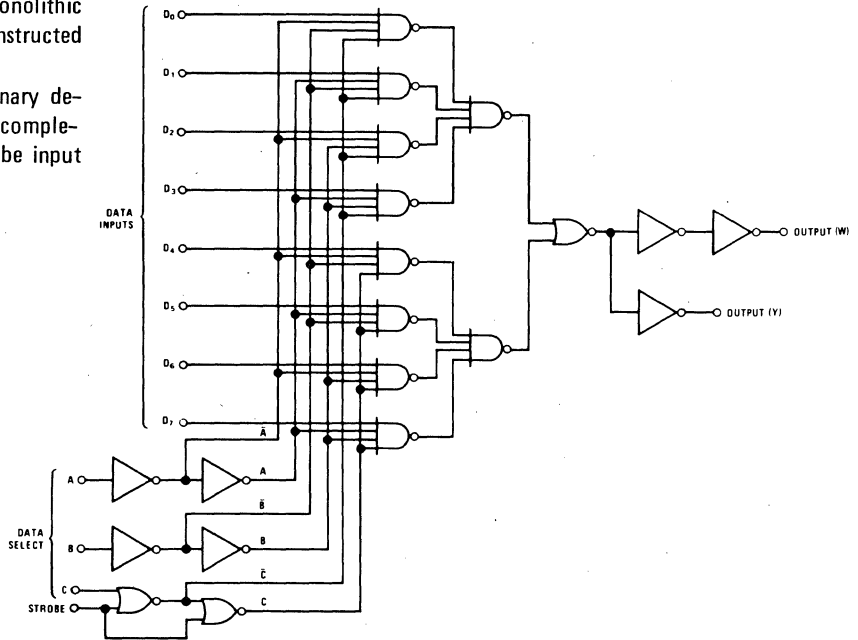 onolithic
nstructed
nary de-
comple-
be input
D₀
D₁
D₂
D₃
DATA
INPUTS
D₄
D₅
D₆
D₇
Ā
A
A
B̄
DATA
SELECT
B
B
C̄
C
C
STROBE
OUTPUT (W)
OUTPUT (Y)